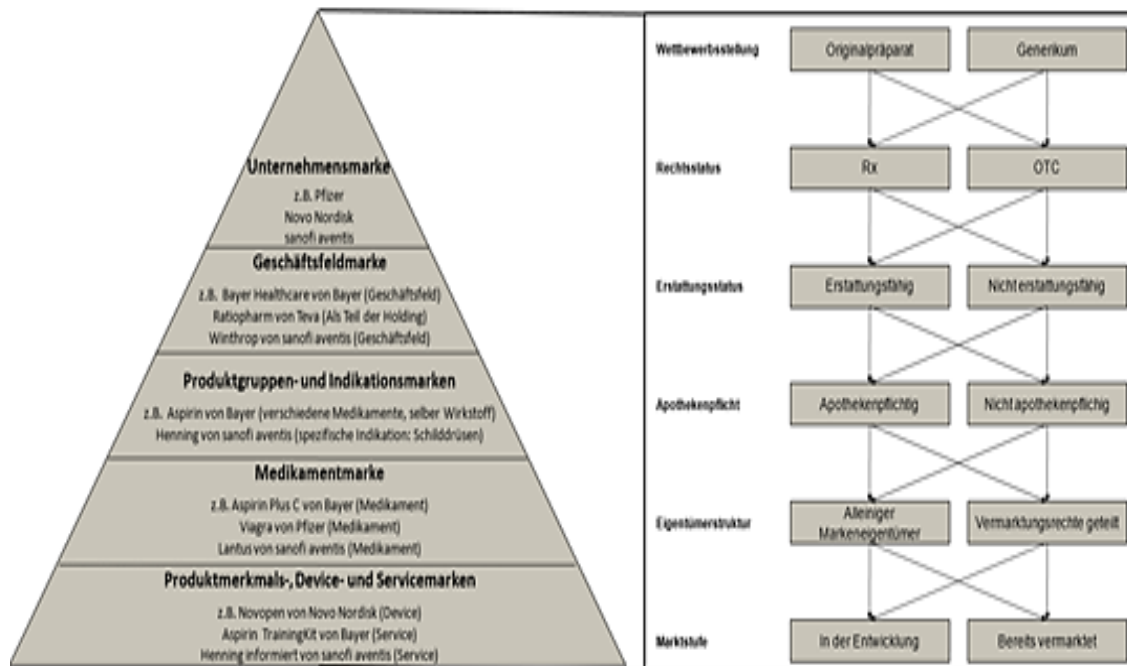 Unternehmensmarke
z.B. Pfizer
Novo Nordisk
sanofi aventis
Geschäftsfeldmarke
z.B. Bayer Healthcare von Bayer (Geschäftsfeld)
Ratiopharm von Teva (Als Teil der Holding)
Winthrop von sanofi aventis (Geschäftsfeld)
Produktgruppen- und Indikationsmarken
z.B. Aspirin von Bayer (verschiedene Medikamente, selber Wirkstoff)
Henning von sanofi aventis (spezifische Indikation: Schilddrüsen)
Medikamentmarke
z.B. Aspirin Plus C von Bayer (Medikament)
Viagra von Pfizer (Medikament)
Lantus von sanofi aventis (Medikament)
Produktmerkmals-, Device- und Servicemarken
z.B. Novopen von Novo Nordisk (Device)
Aspirin TrainingKit von Bayer (Service)
Henning informiert von sanofi aventis (Service)
Wettbewerbsstellung
Originalpräparat
Generikum
Rechtsstatus
Rx
OTC
Erstattungsstatus
Erstattungsfähig
Nicht erstattungsfähig
Apothekenpflicht
Apothekenpflichtig
Nicht apothekenpflichig
Eigentümerstruktur
Alleiniger
Markeneigentümer
Vermarktungsrechte geteilt
Marktstufe
In der Entwicklung
Bereits vermarktet